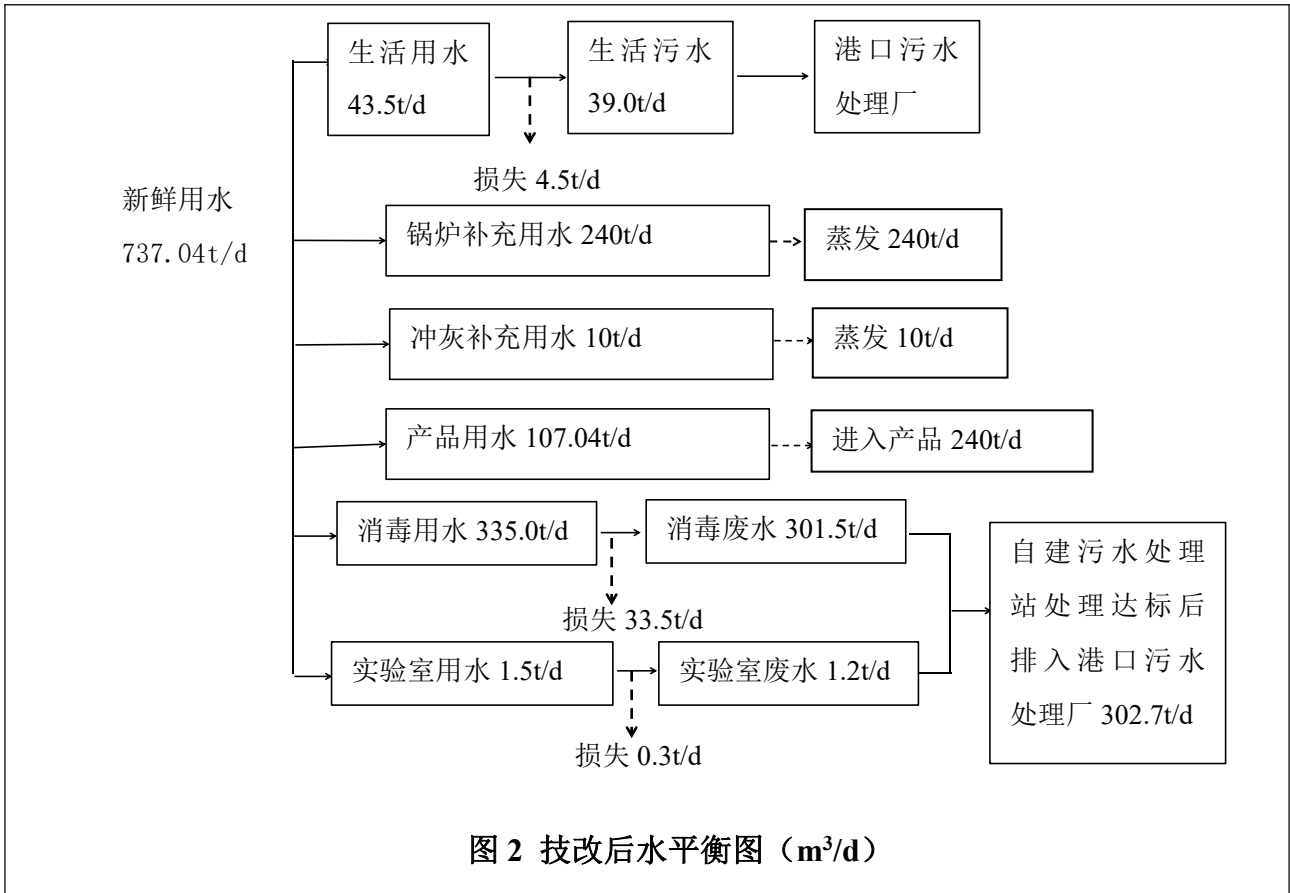 生活用水
43.5t/d
生活污水
39.0t/d
港口污水
处理厂
损失 4.5t/d
新鲜用水
737.04t/d
锅炉补充用水 240t/d
蒸发 240t/d
冲灰补充用水 10t/d
蒸发 10t/d
产品用水 107.04t/d
进入产品 240t/d
消毒用水 335.0t/d
消毒废水 301.5t/d
损失 33.5t/d
实验室用水 1.5t/d
实验室废水 1.2t/d
损失 0.3t/d
自建污水处理
站处理达标后
排入港口污水
处理厂 302.7t/d
图 2 技改后水平衡图（m³/d）